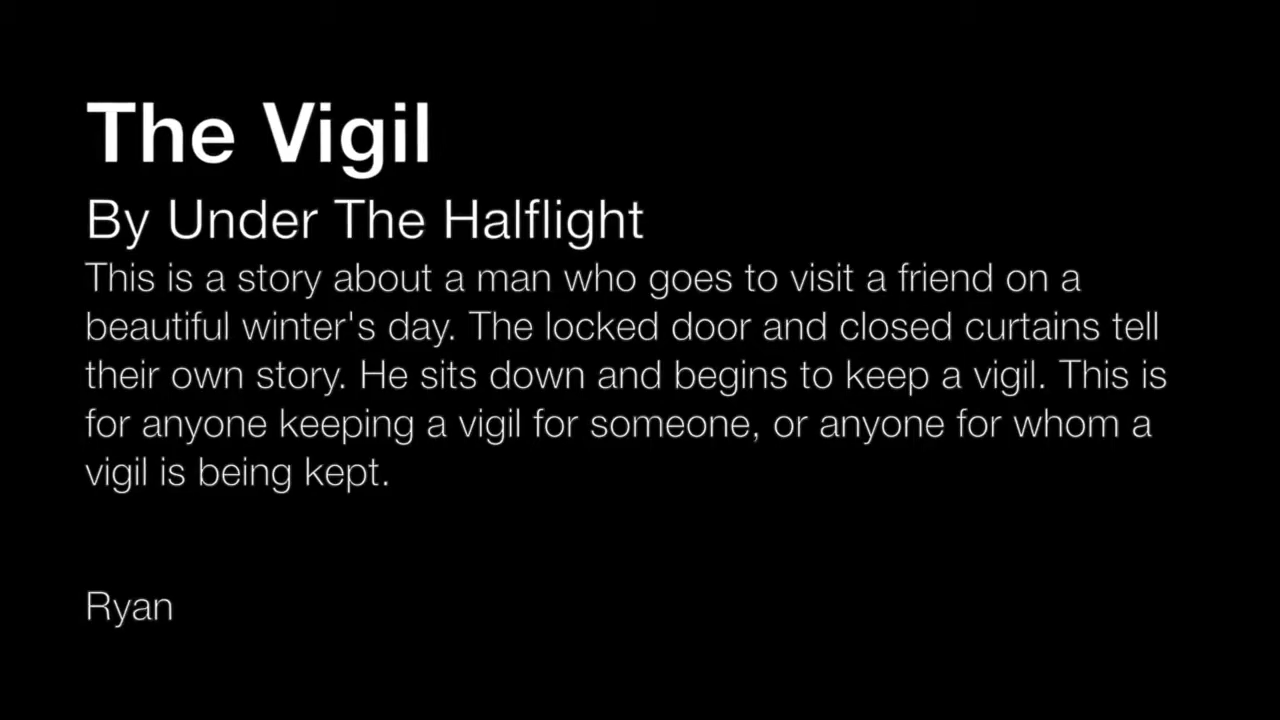 The Vigil
By Under The Halflight
This is a story about a man who goes to visit a friend on a
beautiful winter's day. The locked door and closed curtains tell
their own story. He sits down and begins to keep a vigil. This is
for anyone keeping a vigil for someone, or anyone for whom a
vigil is being kept.
Ryan